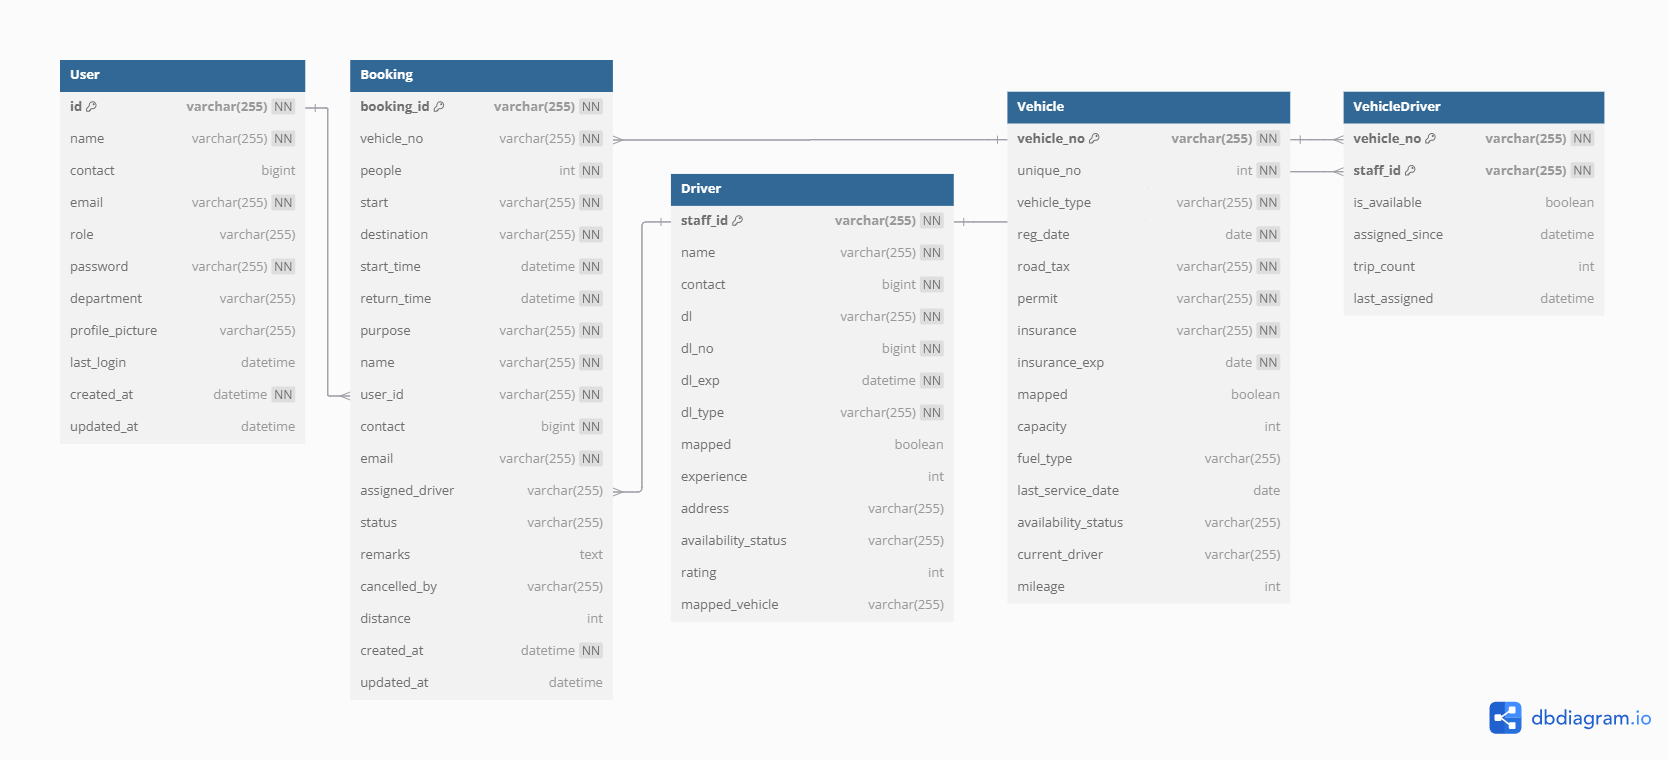 User
id varchar(255) NN
name varchar(255) NN
contact bigint
email varchar(255) NN
role varchar(255)
password varchar(255) NN
department varchar(255)
profile_picture varchar(255)
last_login datetime
created_at datetime NN
updated_at datetime
Booking
booking_id varchar(255) NN
vehicle_no varchar(255) NN
people int NN
start varchar(255) NN
destination varchar(255) NN
start_time datetime NN
return_time datetime NN
purpose varchar(255) NN
name varchar(255) NN
user_id varchar(255) NN
contact bigint NN
email varchar(255) NN
assigned_driver varchar(255)
status varchar(255)
remarks text
cancelled_by varchar(255)
distance int
created_at datetime NN
updated_at datetime
Driver
staff_id varchar(255) NN
name varchar(255) NN
contact bigint NN
dl varchar(255) NN
dl_no bigint NN
dl_exp datetime NN
dl_type varchar(255) NN
mapped boolean
experience int
address varchar(255)
availability_status varchar(255)
rating int
mapped_vehicle varchar(255)
Vehicle
vehicle_no varchar(255) NN
unique_no int NN
vehicle_type varchar(255) NN
reg_date date NN
road_tax varchar(255) NN
permit varchar(255) NN
insurance varchar(255) NN
insurance_exp date NN
mapped boolean
capacity int
fuel_type varchar(255)
last_service_date date
availability_status varchar(255)
current_driver varchar(255)
mileage int
VehicleDriver
vehicle_no varchar(255) NN
staff_id varchar(255) NN
is_available boolean
assigned_since datetime
trip_count int
last_assigned datetime
dbdiagram.io